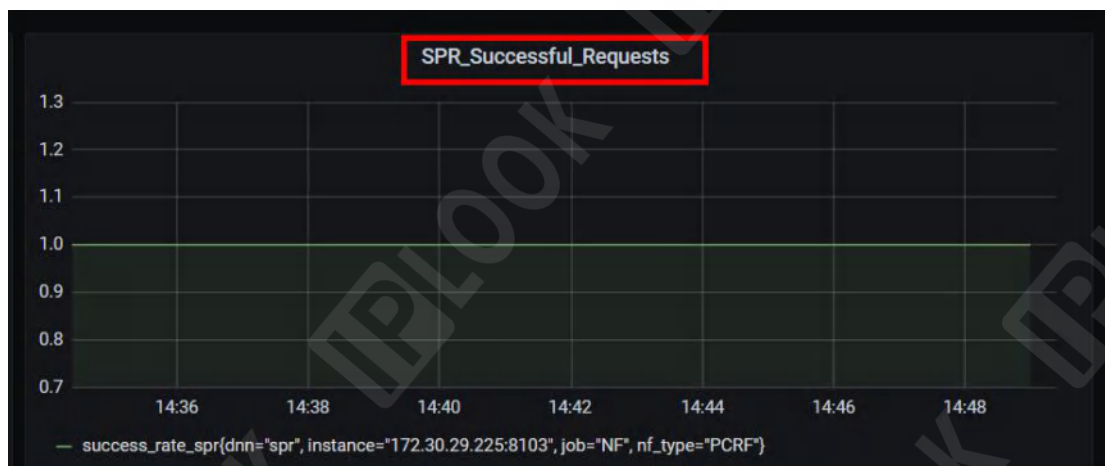 SPR_Successful_Requests
1.3
1.2
1.1
1.0
0.9
0.8
0.7
14:36 14:38 14:40 14:42 14:44 14:46 14:48
success_rate_spr{dnn="spr", instance="172.30.29.225:8103", job="NF", nf_type="PCRF"}
IPLOOK